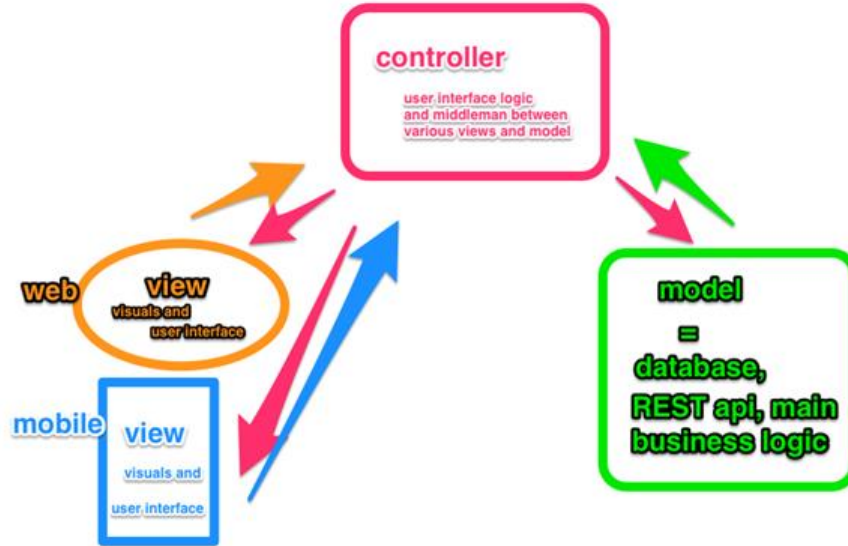 controller
user interface logic
and middleman between
various views and model
web
view
visuals and
user interface
mobile
view
visuals and
user interface
model
=
database,
REST api, main
business logic